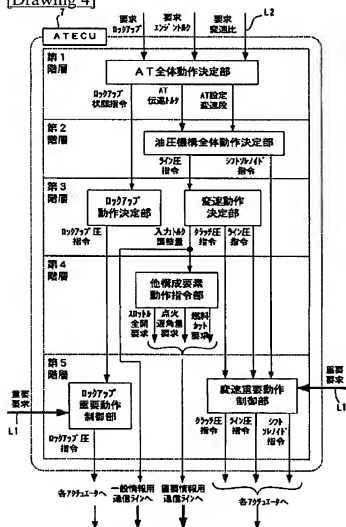 [Drawing 4]
7
ATECU
要求
ロックアップ
要求
エンジントルク
要求
変速比
L2
第1
階層
AT全体動作決定部
ロックアップ
状態指令
AT
伝達トルク
AT設定
変速段
第2
階層
油圧機構全体動作決定部
ライン圧
指令
シフトソレノイド
指令
第3
階層
ロックアップ
動作決定部
変速動作
決定部
ロックアップ圧
指令
入力トルク
調整量
クラッチ圧
指令
ライン圧
指令
第4
階層
他構成要素
動作指令部
スロットル
全閉
要求
点火
遅角量
要求
燃料
カット
要求
第5
階層
重要
要求
L1
ロックアップ
重要動作
制御部
変速重要動作
制御部
重要
要求
L1
ロックアップ圧
指令
クラッチ圧
指令
ライン圧
指令
シフト
ソレノイド
指令
各アクチュエータへ
一般情報用
通信ラインへ
重要情報用
通信ラインへ
各アクチュエータへ